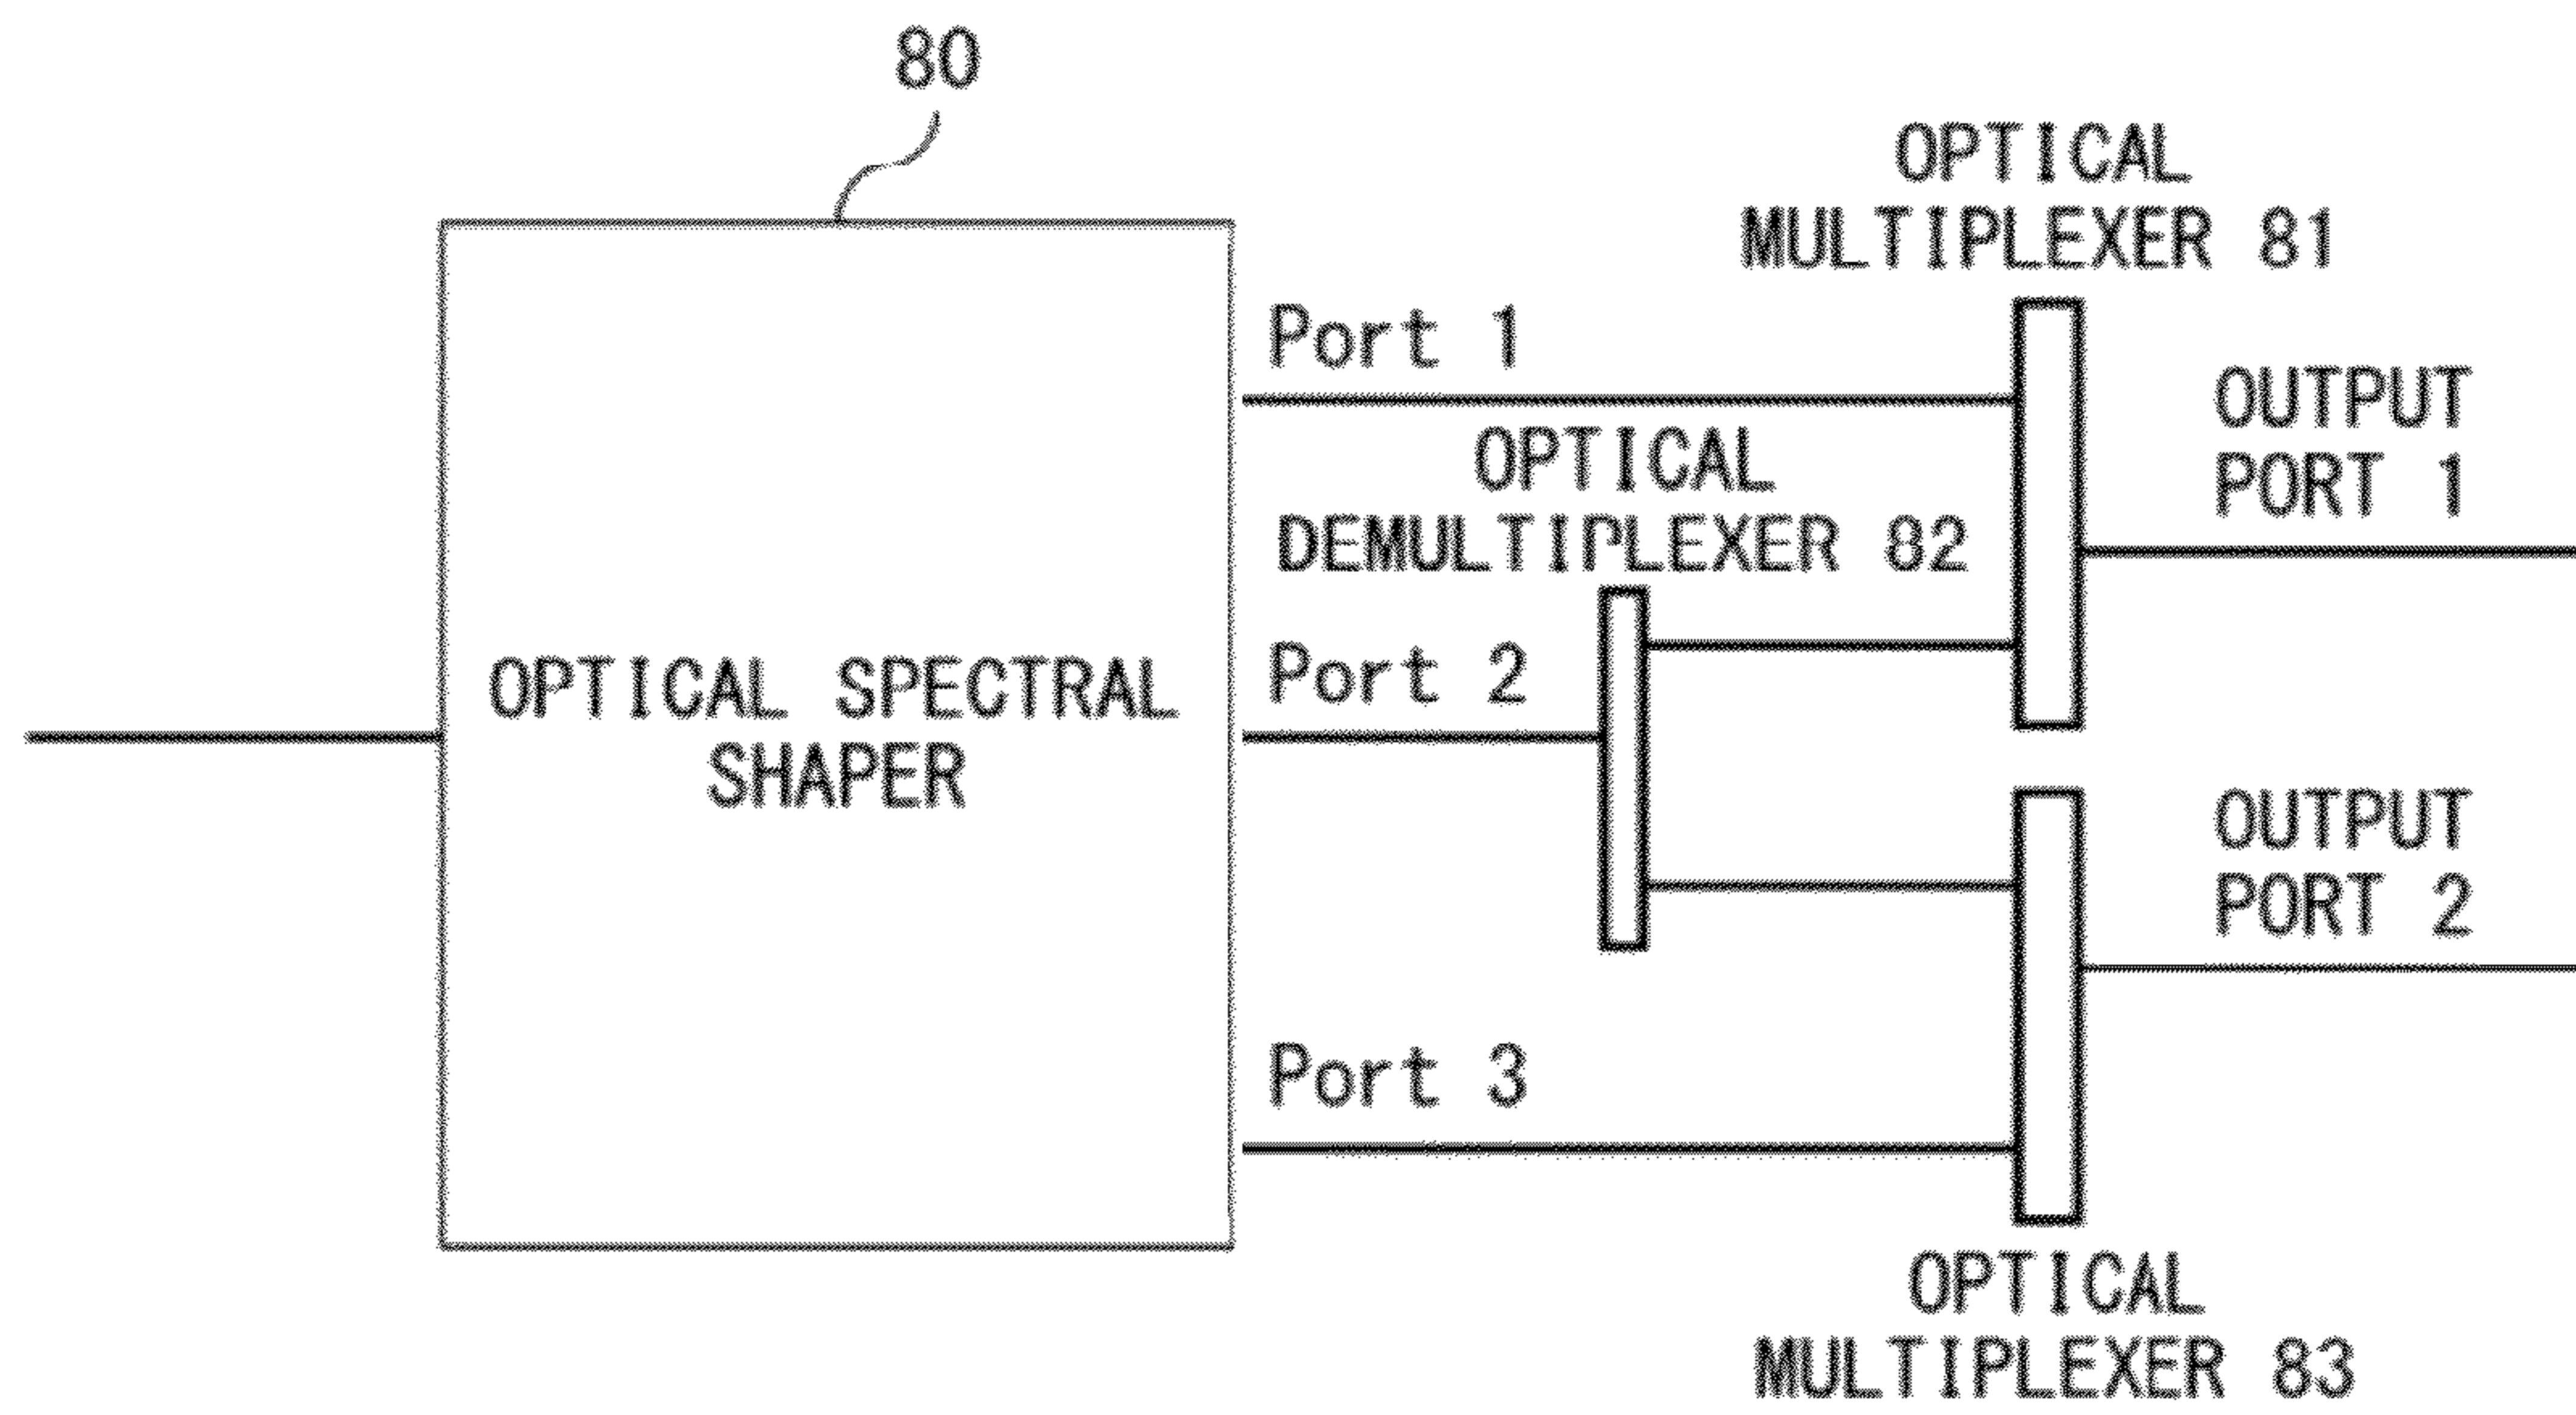 80
OPTICAL
MULTIPLEXER 81
Port 1
OPTICAL
DEMULTIPLEXER 82
OUTPUT
PORT 1
OPTICAL SPECTRAL
SHAPER
Port 2
OUTPUT
PORT 2
Port 3
OPTICAL
MULTIPLEXER 83